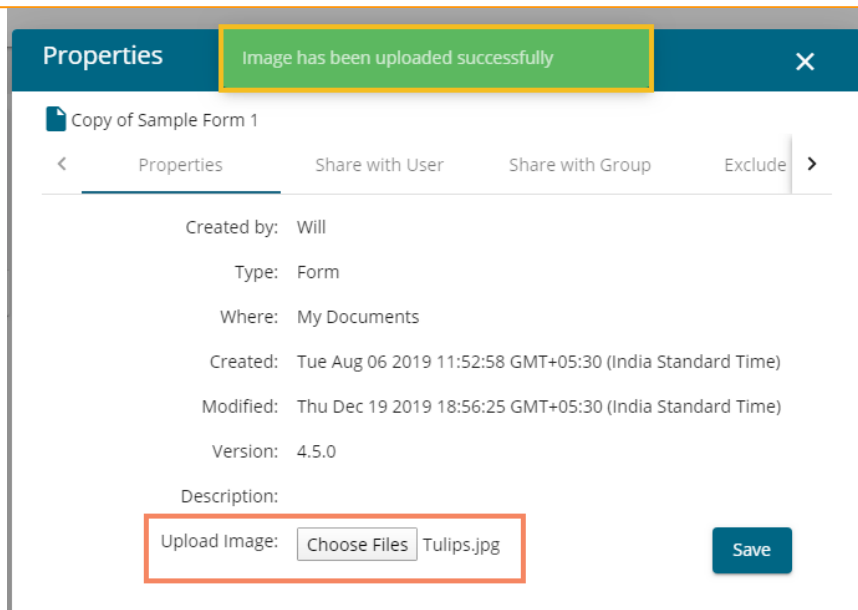 Properties
Image has been uploaded successfully
Copy of Sample Form 1
Properties Share with User Share with Group Exclude
Created by: Will
Type: Form
Where: My Documents
Created: Tue Aug 06 2019 11:52:58 GMT+05:30 (India Standard Time)
Modified: Thu Dec 19 2019 18:56:25 GMT+05:30 (India Standard Time)
Version: 4.5.0
Description:
Upload Image: Choose Files Tulips.jpg
Save